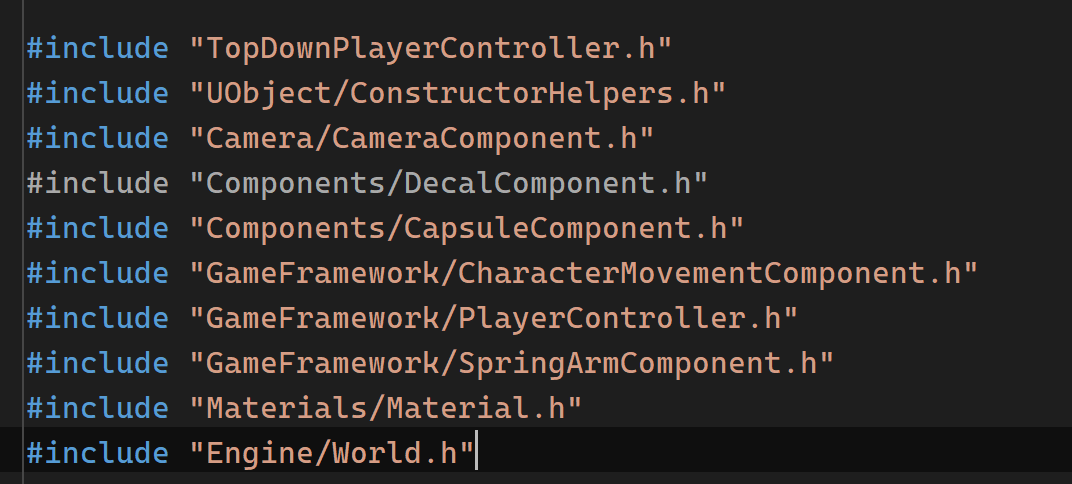 #include "TopDownPlayerController.h"
#include "UObject/ConstructorHelpers.h"
#include "Camera/CameraComponent.h"
#include "Components/DecalComponent.h"
#include "Components/CapsuleComponent.h"
#include "GameFramework/CharacterMovementComponent.h"
#include "GameFramework/PlayerController.h"
#include "GameFramework/SpringArmComponent.h"
#include "Materials/Material.h"
#include "Engine/World.h"